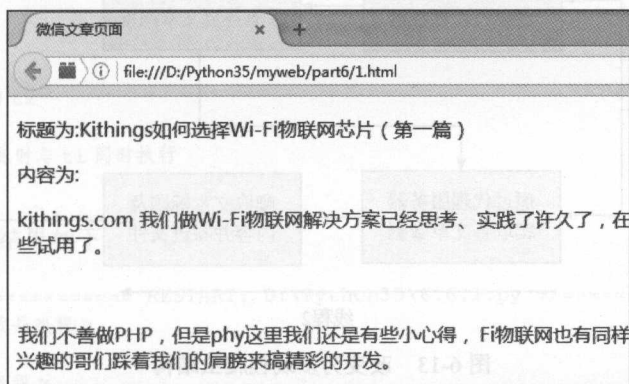 微信文章页面 × +
file:///D:/Python35/myweb/part6/1.html
标题为:Kithings如何选择Wi-Fi物联网芯片（第一篇）
内容为:
kithings.com 我们做Wi-Fi物联网解决方案已经思考、实践了许久了，在
些试用了。
我们不善做PHP，但是phy这里我们还是有些小心得， Fi物联网也有同样
兴趣的哥们踩着我们的肩膀来搞精彩的开发。